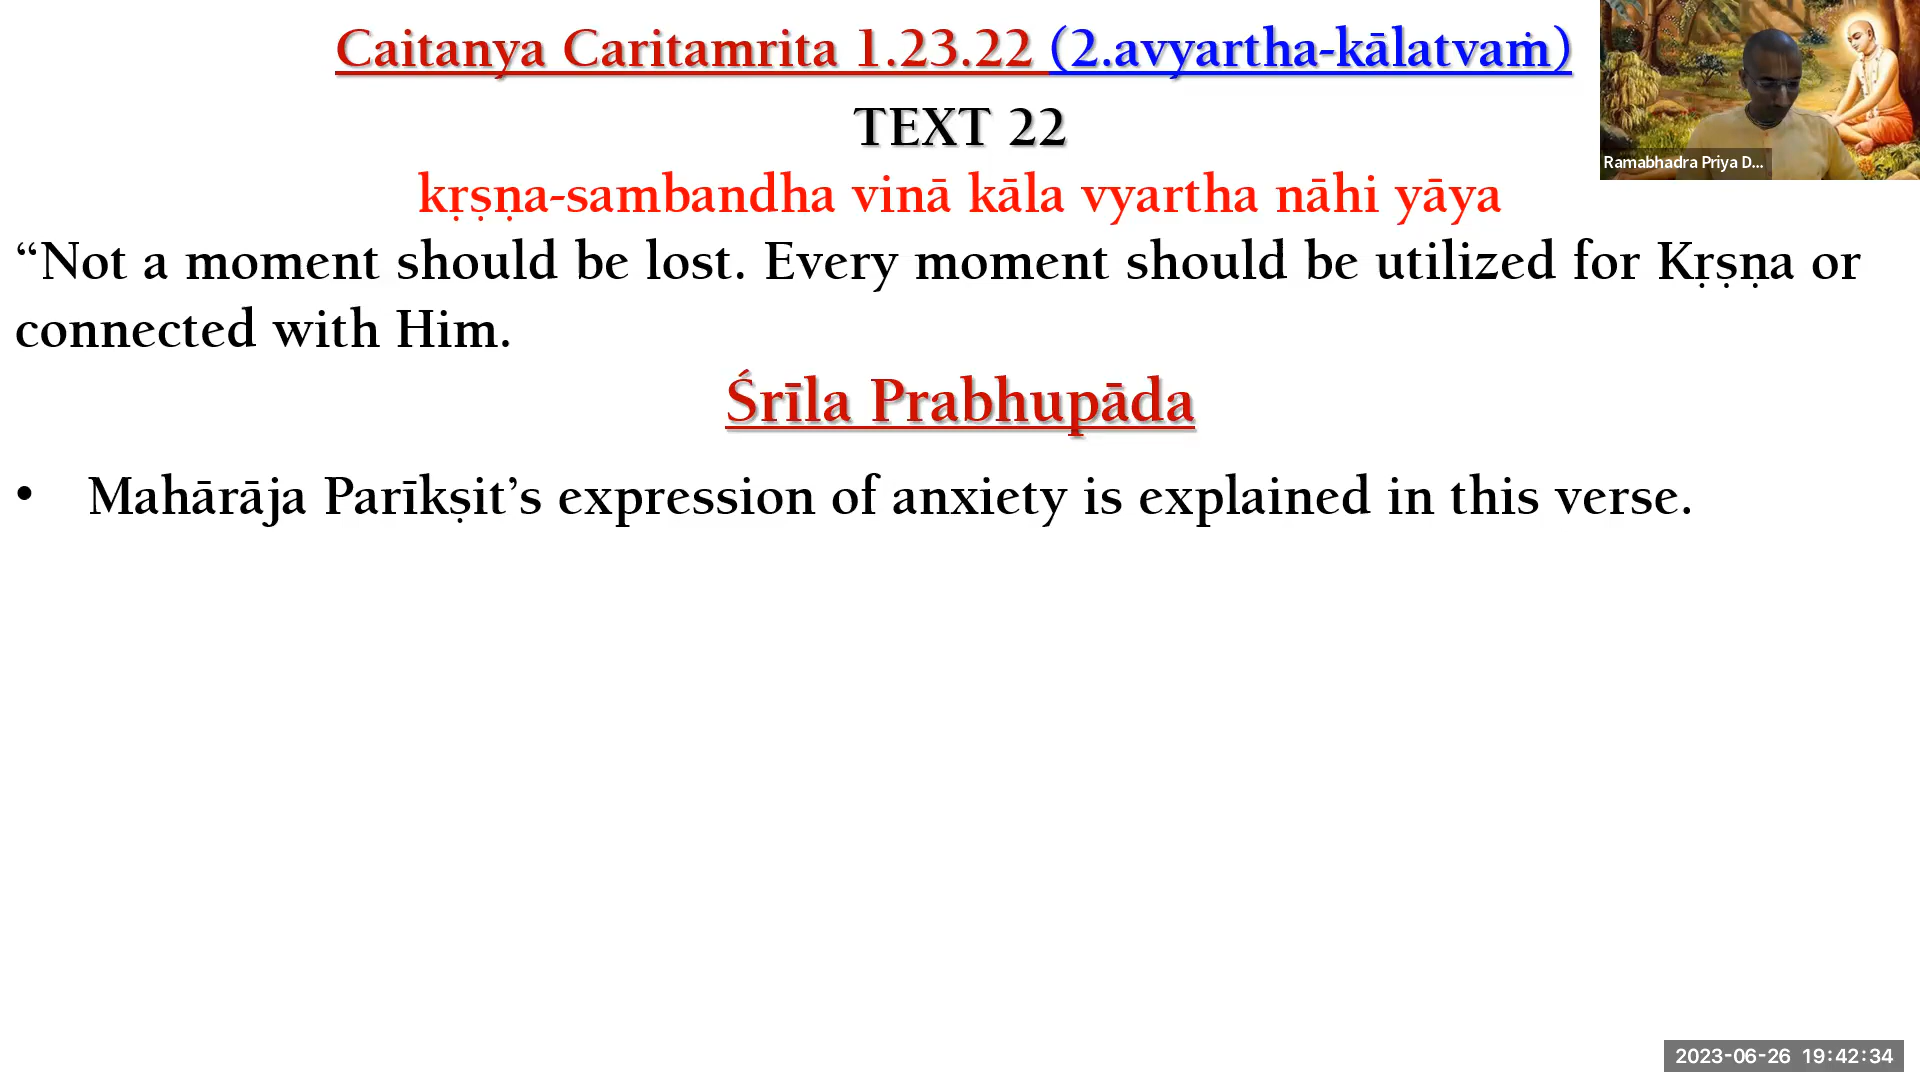 Caitanya Caritamrita 1.23.22 (2.avyartha-kālatvaṁ)
TEXT 22
kṛṣṇa-sambandha vinā kāla vyartha nāhi yāya
“Not a moment should be lost. Every moment should be utilized for Kṛṣṇa or
connected with Him.
Śrīla Prabhupāda
• Mahārāja Parīkṣit’s expression of anxiety is explained in this verse.
Ramabhadra Priya D...
2023-06-26 19:42:34